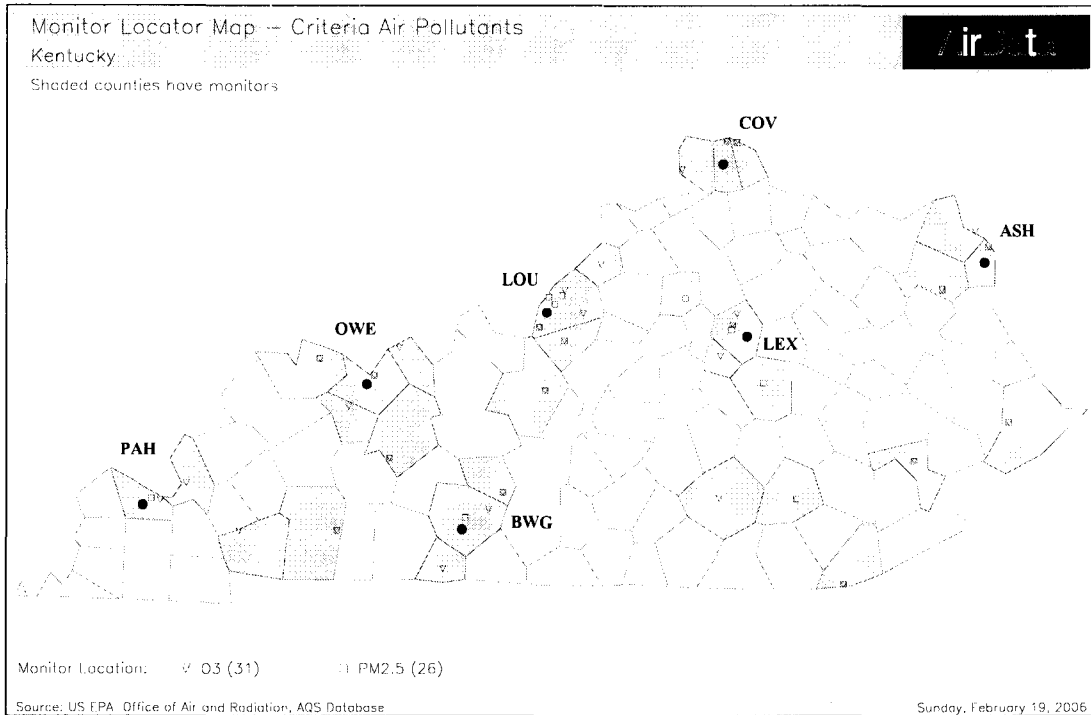 Monitor Locator Map – Criteria Air Pollutants
Kentucky
Shaded counties have monitors
AirData
COV
ASH
LOU
OWE
LEX
PAH
BWG
Monitor Location: O3 (31) PM2.5 (26)
Source: US EPA Office of Air and Radiation, AQS Database
Sunday, February 19, 2006